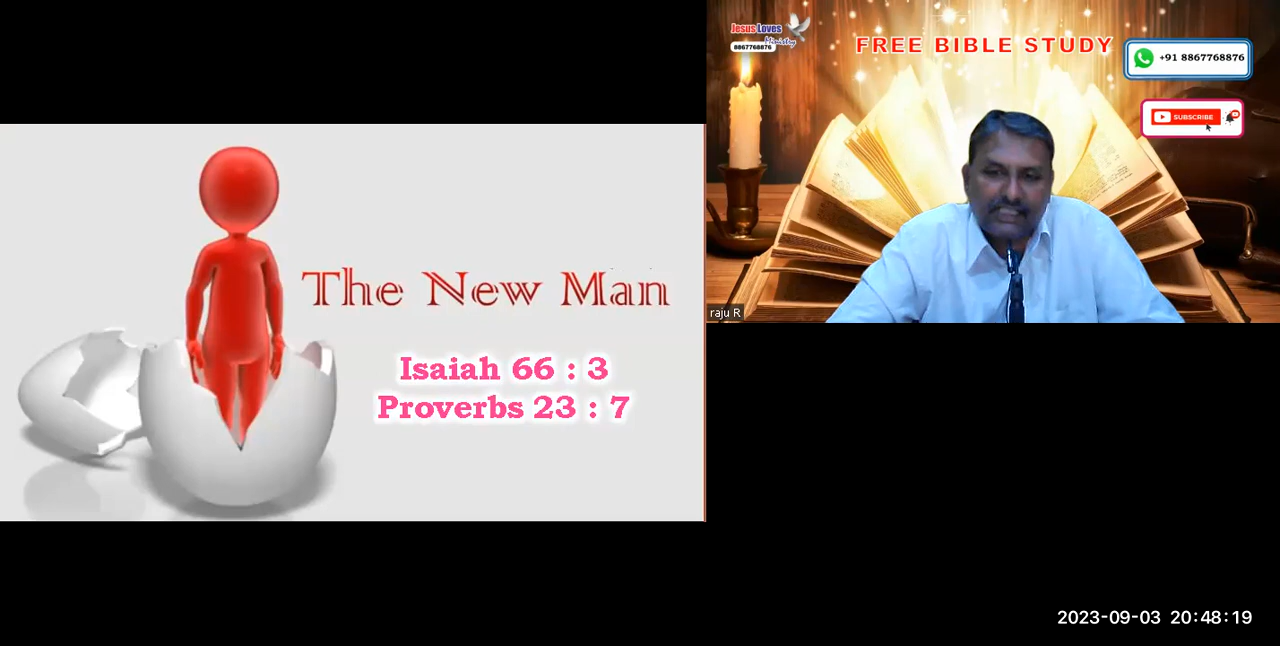 The New Man
Isaiah 66 : 3
Proverbs 23 : 7
Jesus Loves
Ministry
8867768876
FREE BIBLE STUDY
+91 8867768876
SUBSCRIBE
raju R
2023-09-03 20:48:19